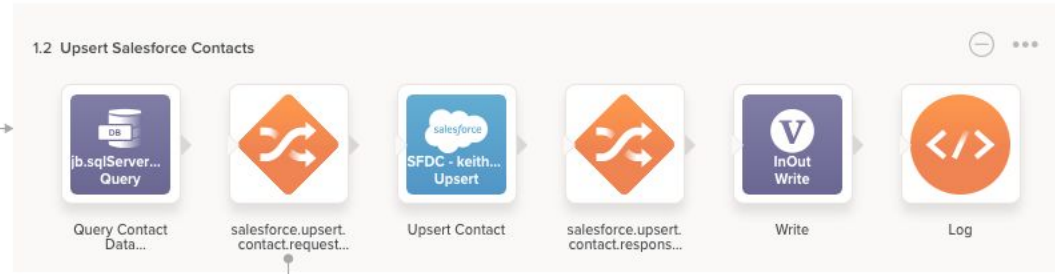 1.2 Upsert Salesforce Contacts
DB
jb.sqlServer...
Query
salesforce
SFDC - keith...
Upsert
V
InOut
Write
</>
Query Contact
Data...
salesforce.upsert.
contact.request...
Upsert Contact
salesforce.upsert.
contact.respons...
Write
Log